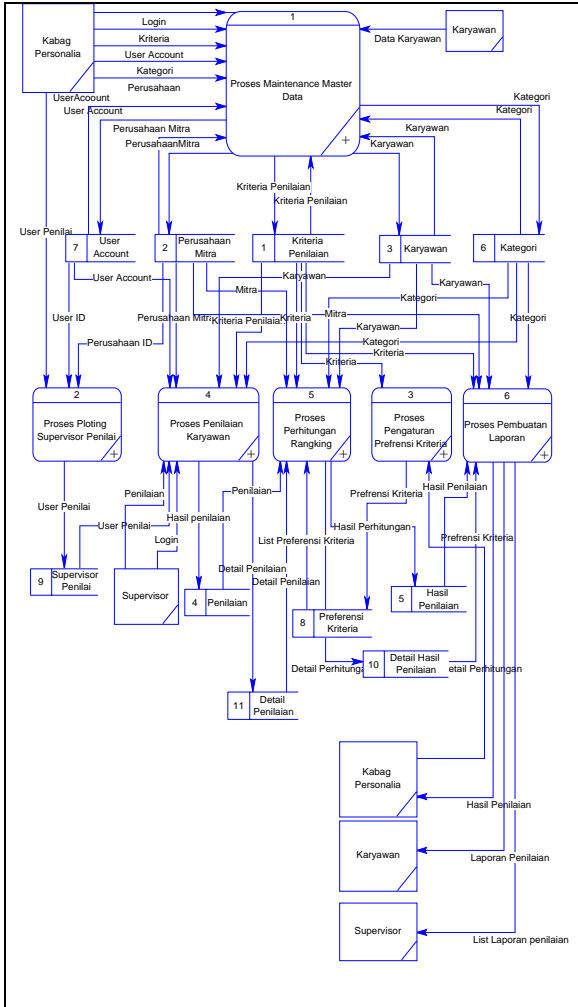 Kabag
Personalia
Login
Kriteria
User Account
Kategori
Perusahaan
UserAcoount
User Account
1
Proses Maintenance Master
Data
Karyawan
Data Karyawan
Kategori
Kategori
Karyawan
Karyawan
Perusahaan Mitra
PerusahaanMitra
Kriteria Penilaian
Kriteria Penilaian
User Penilai
7
User
Account
2
Perusahaan
Mitra
1
Kriteria
Penilaian
3
Karyawan
6
Kategori
User Account
Mitra
Karyawan
Karyawan
Kategori
User ID
Perusahaan Mitra
Kriteria Penilaian
Kriteria
Mitra
Karyawan
Kategori
Perusahaan ID
Kategori
Kriteria
Kriteria
2
Proses Ploting
Supervisor Penilai
4
Proses Penilaian
Karyawan
5
Proses
Perhitungan
Rangking
3
Proses
Pengaturan
Prefrensi Kriteria
6
Proses Pembuatan
Laporan
User Penilai
Penilaian
User Penilai
Hasil penilaian
Login
Penilaian
List Preferensi Kriteria
Prefrensi Kriteria
Hasil Perhitungan
Hasil Penilaian
Prefrensi Kriteria
Detail Penilaian
Detail Penilaian
9
Supervisor
Penilai
Supervisor
4
Penilaian
8
Preferensi
Kriteria
5
Hasil
Penilaian
10
Detail Hasil
Penilaian
Detail Perhitungan
etail Perhitungan
11
Detail
Penilaian
Kabag
Personalia
Hasil Penilaian
Karyawan
Laporan Penilaian
Supervisor
List Laporan penilaian